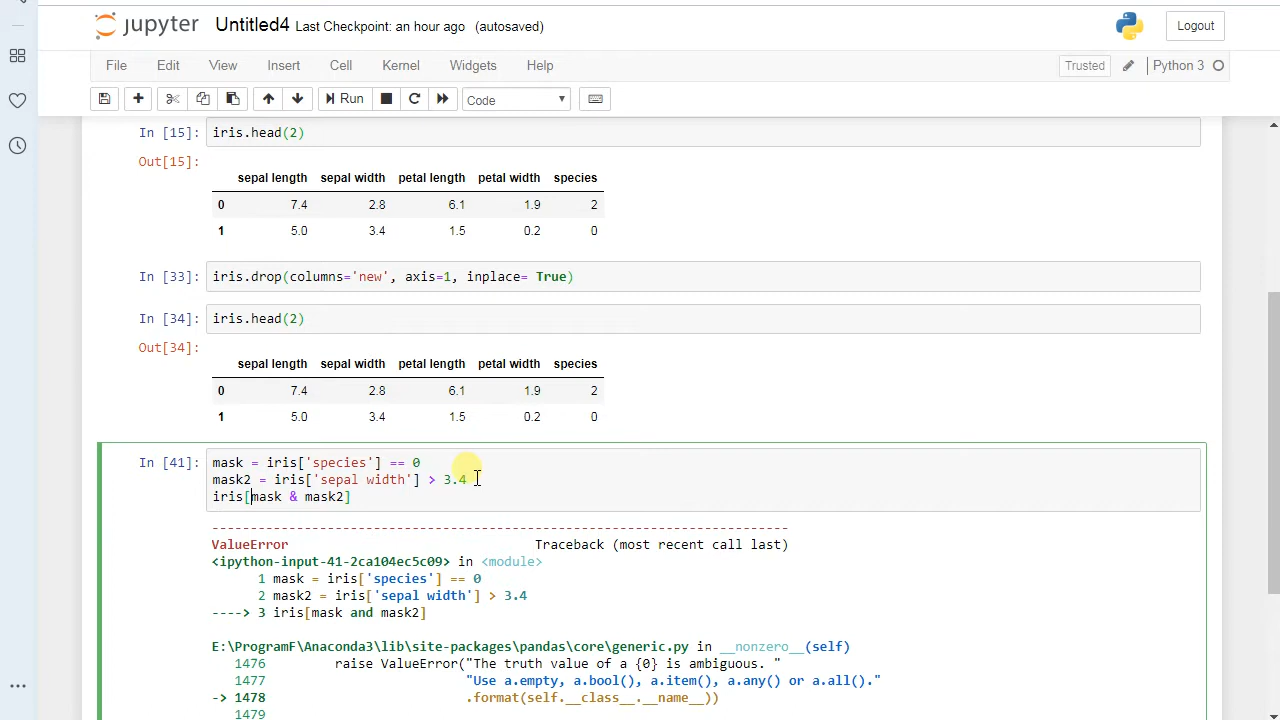 jupyter Untitled4 Last Checkpoint: an hour ago (autosaved)
Logout
File Edit View Insert Cell Kernel Widgets Help
Trusted Python 3
Run Code
In [15]: iris.head(2)
Out[15]:
sepal length sepal width petal length petal width species
0 7.4 2.8 6.1 1.9 2
1 5.0 3.4 1.5 0.2 0
In [33]: iris.drop(columns='new', axis=1, inplace= True)
In [34]: iris.head(2)
Out[34]:
sepal length sepal width petal length petal width species
0 7.4 2.8 6.1 1.9 2
1 5.0 3.4 1.5 0.2 0
In [41]: mask = iris['species'] == 0
mask2 = iris['sepal width'] > 3.4
iris[mask & mask2]
---------------------------------------------------------------------------
ValueError Traceback (most recent call last)
<ipython-input-41-2ca104ec5c09> in <module>
1 mask = iris['species'] == 0
2 mask2 = iris['sepal width'] > 3.4
----> 3 iris[mask and mask2]
E:\ProgramF\Anaconda3\lib\site-packages\pandas\core\generic.py in __nonzero__(self)
1476 raise ValueError("The truth value of a {0} is ambiguous. "
1477 "Use a.empty, a.bool(), a.item(), a.any() or a.all()."
-> 1478 .format(self.__class__.__name__))
1479